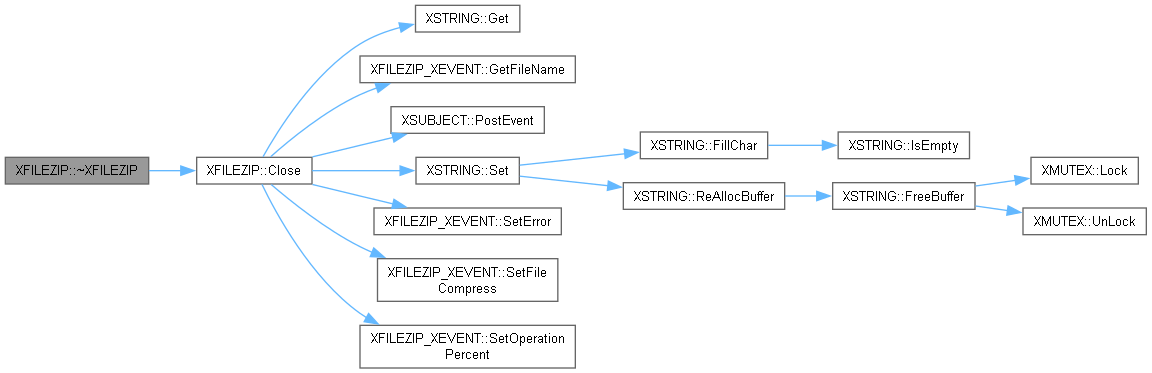 XFILEZIP::~XFILEZIP
XFILEZIP::Close
XSTRING::Get
XFILEZIP_XEVENT::GetFileName
XSUBJECT::PostEvent
XSTRING::Set
XFILEZIP_XEVENT::SetError
XFILEZIP_XEVENT::SetFile
Compress
XFILEZIP_XEVENT::SetOperation
Percent
XSTRING::FillChar
XSTRING::ReAllocBuffer
XSTRING::IsEmpty
XSTRING::FreeBuffer
XMUTEX::Lock
XMUTEX::UnLock